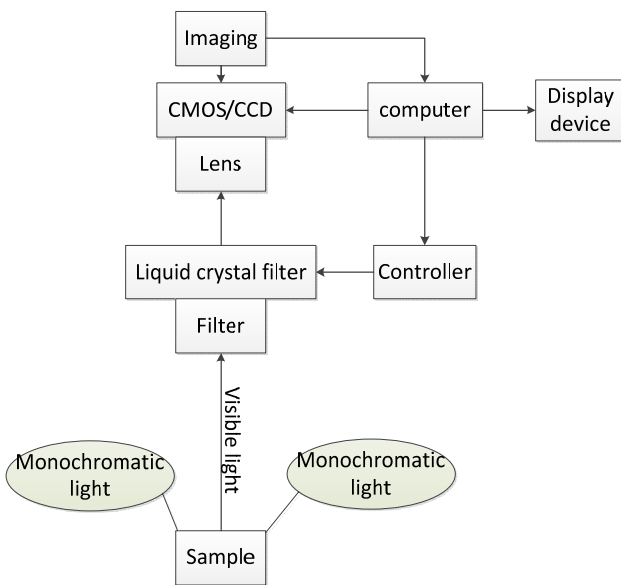 Imaging
CMOS/CCD
computer
Display
device
Lens
Liquid crystal filter
Controller
Filter
Visible light
Monochromatic
light
Monochromatic
light
Sample